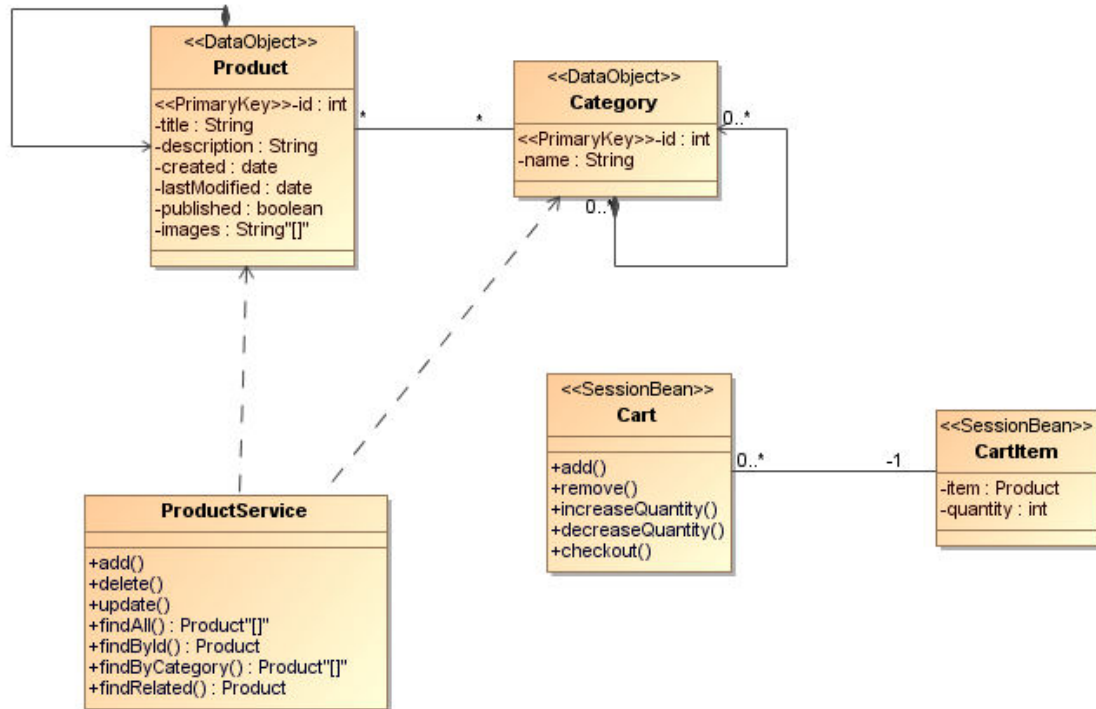 <<DataObject>>
Product
<<PrimaryKey>>-id : int
-title : String
-description : String
-created : date
-lastModified : date
-published : boolean
-images : String"[]"
*
*
<<DataObject>>
Category
<<PrimaryKey>>-id : int
-name : String
0..*
0..*
<<SessionBean>>
Cart
+add()
+remove()
+increaseQuantity()
+decreaseQuantity()
+checkout()
0..*
-1
<<SessionBean>>
CartItem
-item : Product
-quantity : int
ProductService
+add()
+delete()
+update()
+findAll() : Product"[]"
+findById() : Product
+findByCategory() : Product"[]"
+findRelated() : Product